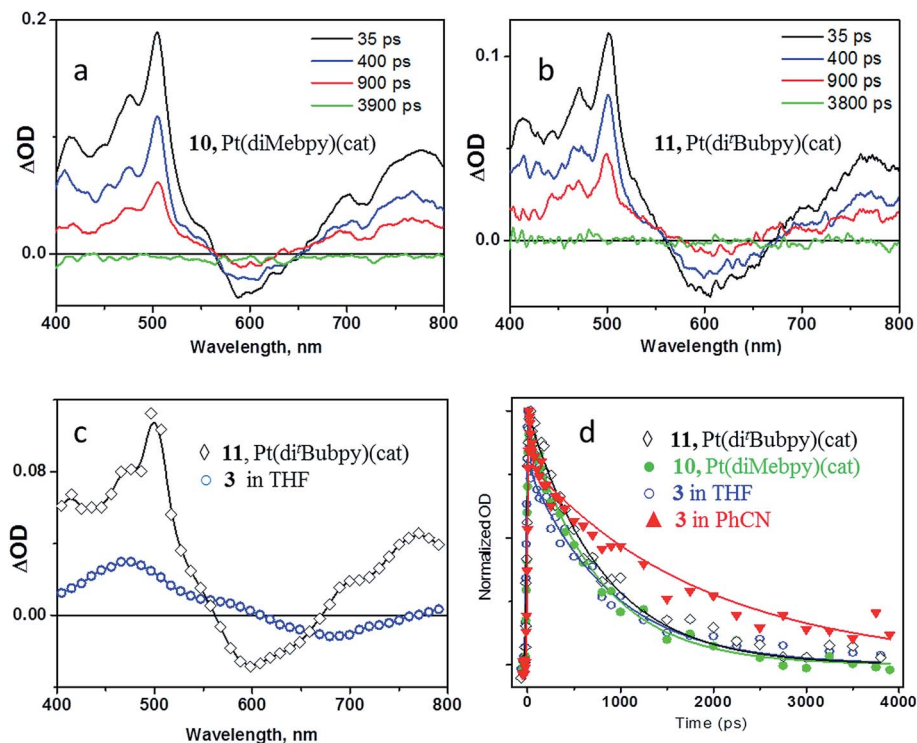 0.2
0.0
ΔOD
a
35 ps
400 ps
900 ps
3900 ps
10, Pt(diMebpy)(cat)
400 500 600 700 800
Wavelength, nm
0.1
0.0
ΔOD
b
35 ps
400 ps
900 ps
3800 ps
11, Pt(diᵗBubpy)(cat)
400 500 600 700 800
Wavelength (nm)
0.08
0.00
ΔOD
c
11, Pt(diᵗBubpy)(cat)
3 in THF
400 500 600 700 800
Wavelength, nm
Normalized OD
d
11, Pt(diᵗBubpy)(cat)
10, Pt(diMebpy)(cat)
3 in THF
3 in PhCN
0 500 1000 1500 2000 2500 3000 3500 4000
Time (ps)